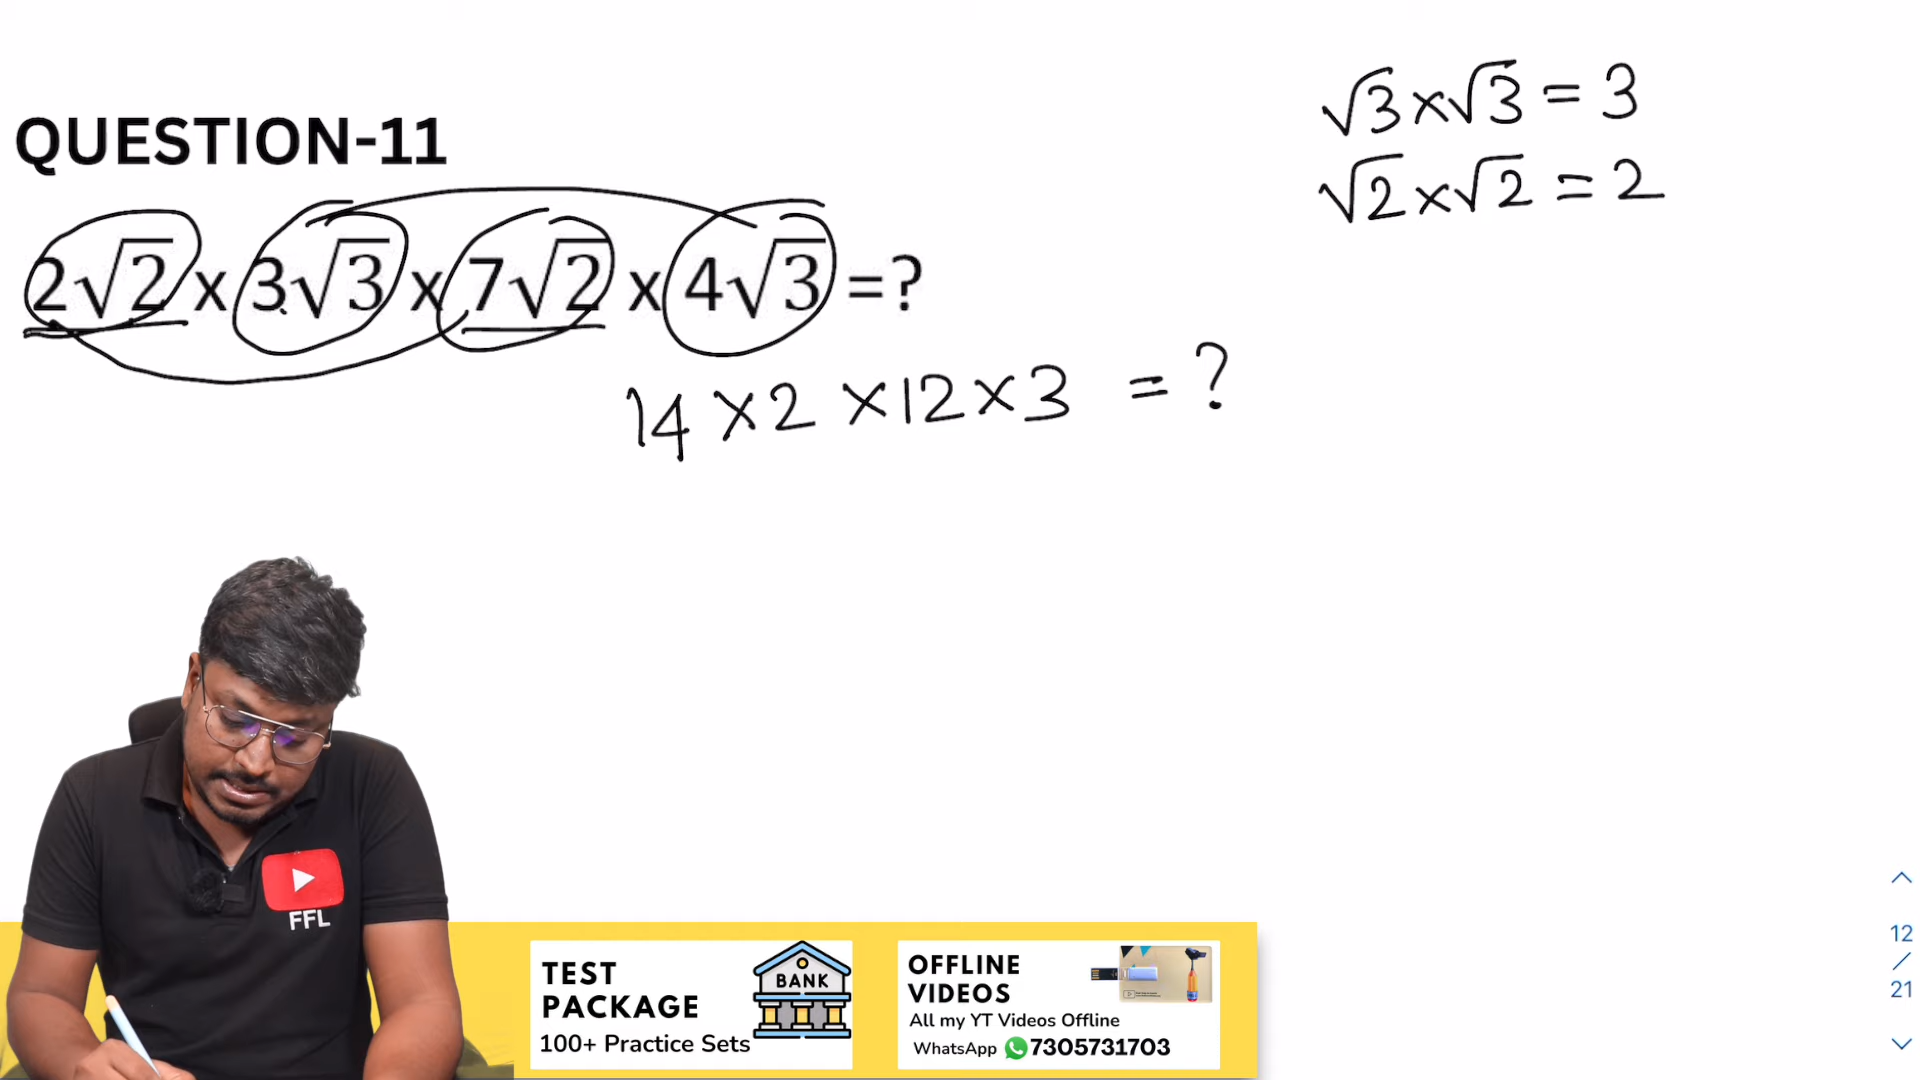 √3×√3 = 3
√2×√2 = 2
QUESTION-11
2√2 x 3√3 x 7√2 x 4√3 =?
14 × 2 × 12 × 3 = ?
FFL
TEST
PACKAGE
100+ Practice Sets
BANK
OFFLINE
VIDEOS
All my YT Videos Offline
WhatsApp 7305731703
12
/
21